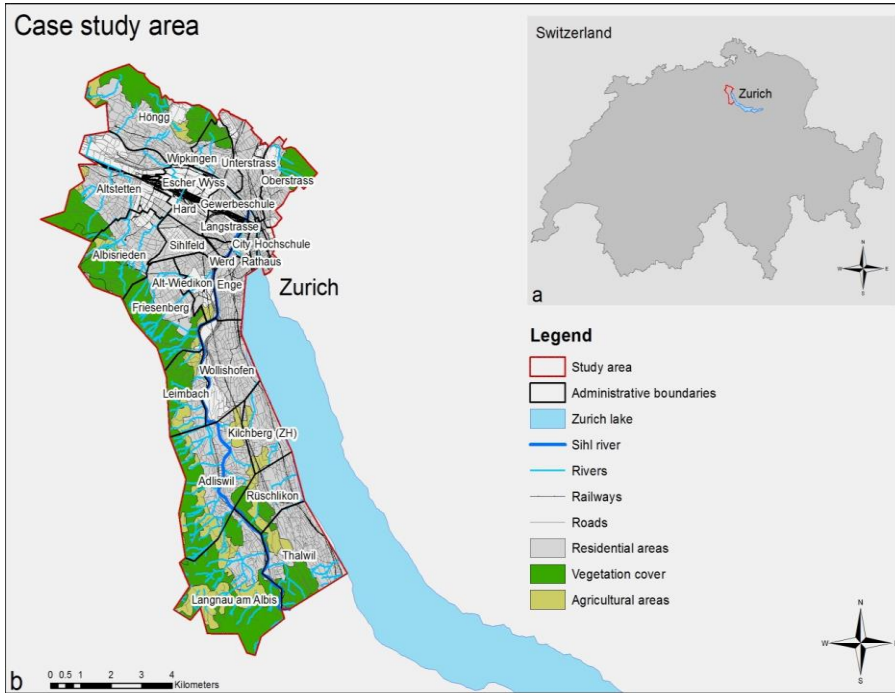 Case study area
Switzerland
Zurich
a
N
W E
S
Höngg
Wipkingen
Unterstrass
Escher Wyss
Oberstrass
Altstetten
Hard
Gewerbeschule
Langstrasse
Sihlfeld
City Hochschule
Albisrieden
Werd Rathaus
Alt-Wiedikon
Enge
Zurich
Friesenberg
Wollishofen
Leimbach
Kilchberg (ZH)
Adliswil
Rüschlikon
Thalwil
Langnau am Albis
Legend
Study area
Administrative boundaries
Zurich lake
Sihl river
Rivers
Railways
Roads
Residential areas
Vegetation cover
Agricultural areas
b
0 0.5 1 2 3 4
Kilometers
N
W
S